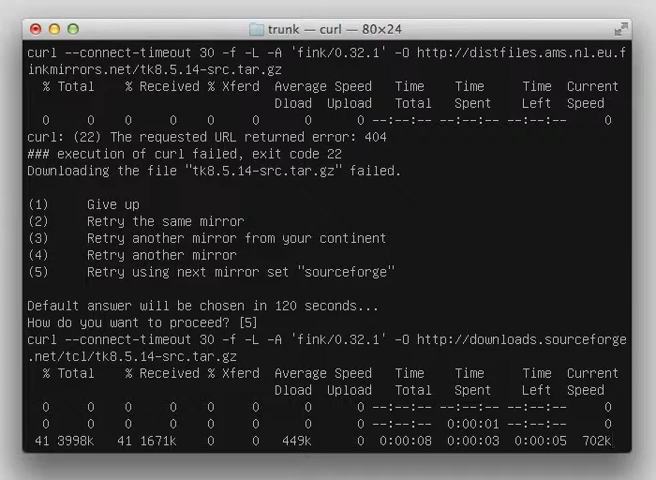 trunk — curl — 80×24
curl --connect-timeout 30 -f -L -A 'fink/0.32.1' -O http://distfiles.ams.nl.eu.f
inkmirrors.net/tk8.5.14-src.tar.gz
% Total % Received % Xferd Average Speed Time Time Time Current
Dload Upload Total Spent Left Speed
0 0 0 0 0 0 0 0 --:--:-- --:--:-- --:--:-- 0
curl: (22) The requested URL returned error: 404
### execution of curl failed, exit code 22
Downloading the file "tk8.5.14-src.tar.gz" failed.
(1) Give up
(2) Retry the same mirror
(3) Retry another mirror from your continent
(4) Retry another mirror
(5) Retry using next mirror set "sourceforge"
Default answer will be chosen in 120 seconds...
How do you want to proceed? [5]
curl --connect-timeout 30 -f -L -A 'fink/0.32.1' -O http://downloads.sourceforge
.net/tcl/tk8.5.14-src.tar.gz
% Total % Received % Xferd Average Speed Time Time Time Current
Dload Upload Total Spent Left Speed
0 0 0 0 0 0 0 0 --:--:-- --:--:-- --:--:-- 0
0 0 0 0 0 0 0 0 --:--:-- 0:00:01 --:--:-- 0
41 3998k 41 1671k 0 0 449k 0 0:00:08 0:00:03 0:00:05 702k